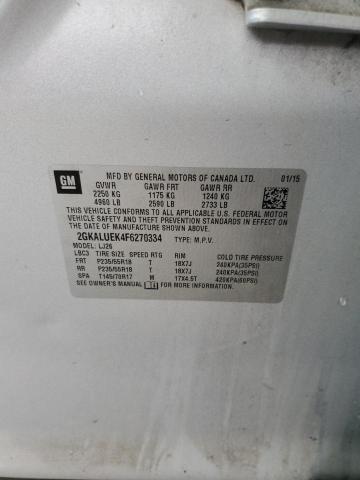 GM
MFD BY GENERAL MOTORS OF CANADA LTD. 01/15
GVWR GAWR FRT GAWR RR
2250 KG 1175 KG 1240 KG
4960 LB 2590 LB 2733 LB
THIS VEHICLE CONFORMS TO ALL APPLICABLE U.S. FEDERAL MOTOR
VEHICLE SAFETY AND THEFT PREVENTION STANDARDS IN EFFECT
ON THE DATE OF MANUFACTURE SHOWN ABOVE.
2GKALUEK4F6270334 TYPE: M.P.V.
MODEL: LJ26
LBC3 TIRE SIZE SPEED RTG RIM COLD TIRE PRESSURE
FRT P235/55R18 T 18X7J 240KPA(35PSI)
RR P235/55R18 T 18X7J 240KPA(35PSI)
SPA T145/70R17 M 17X4.5T 420KPA(60PSI)
SEE OWNER'S MANUAL